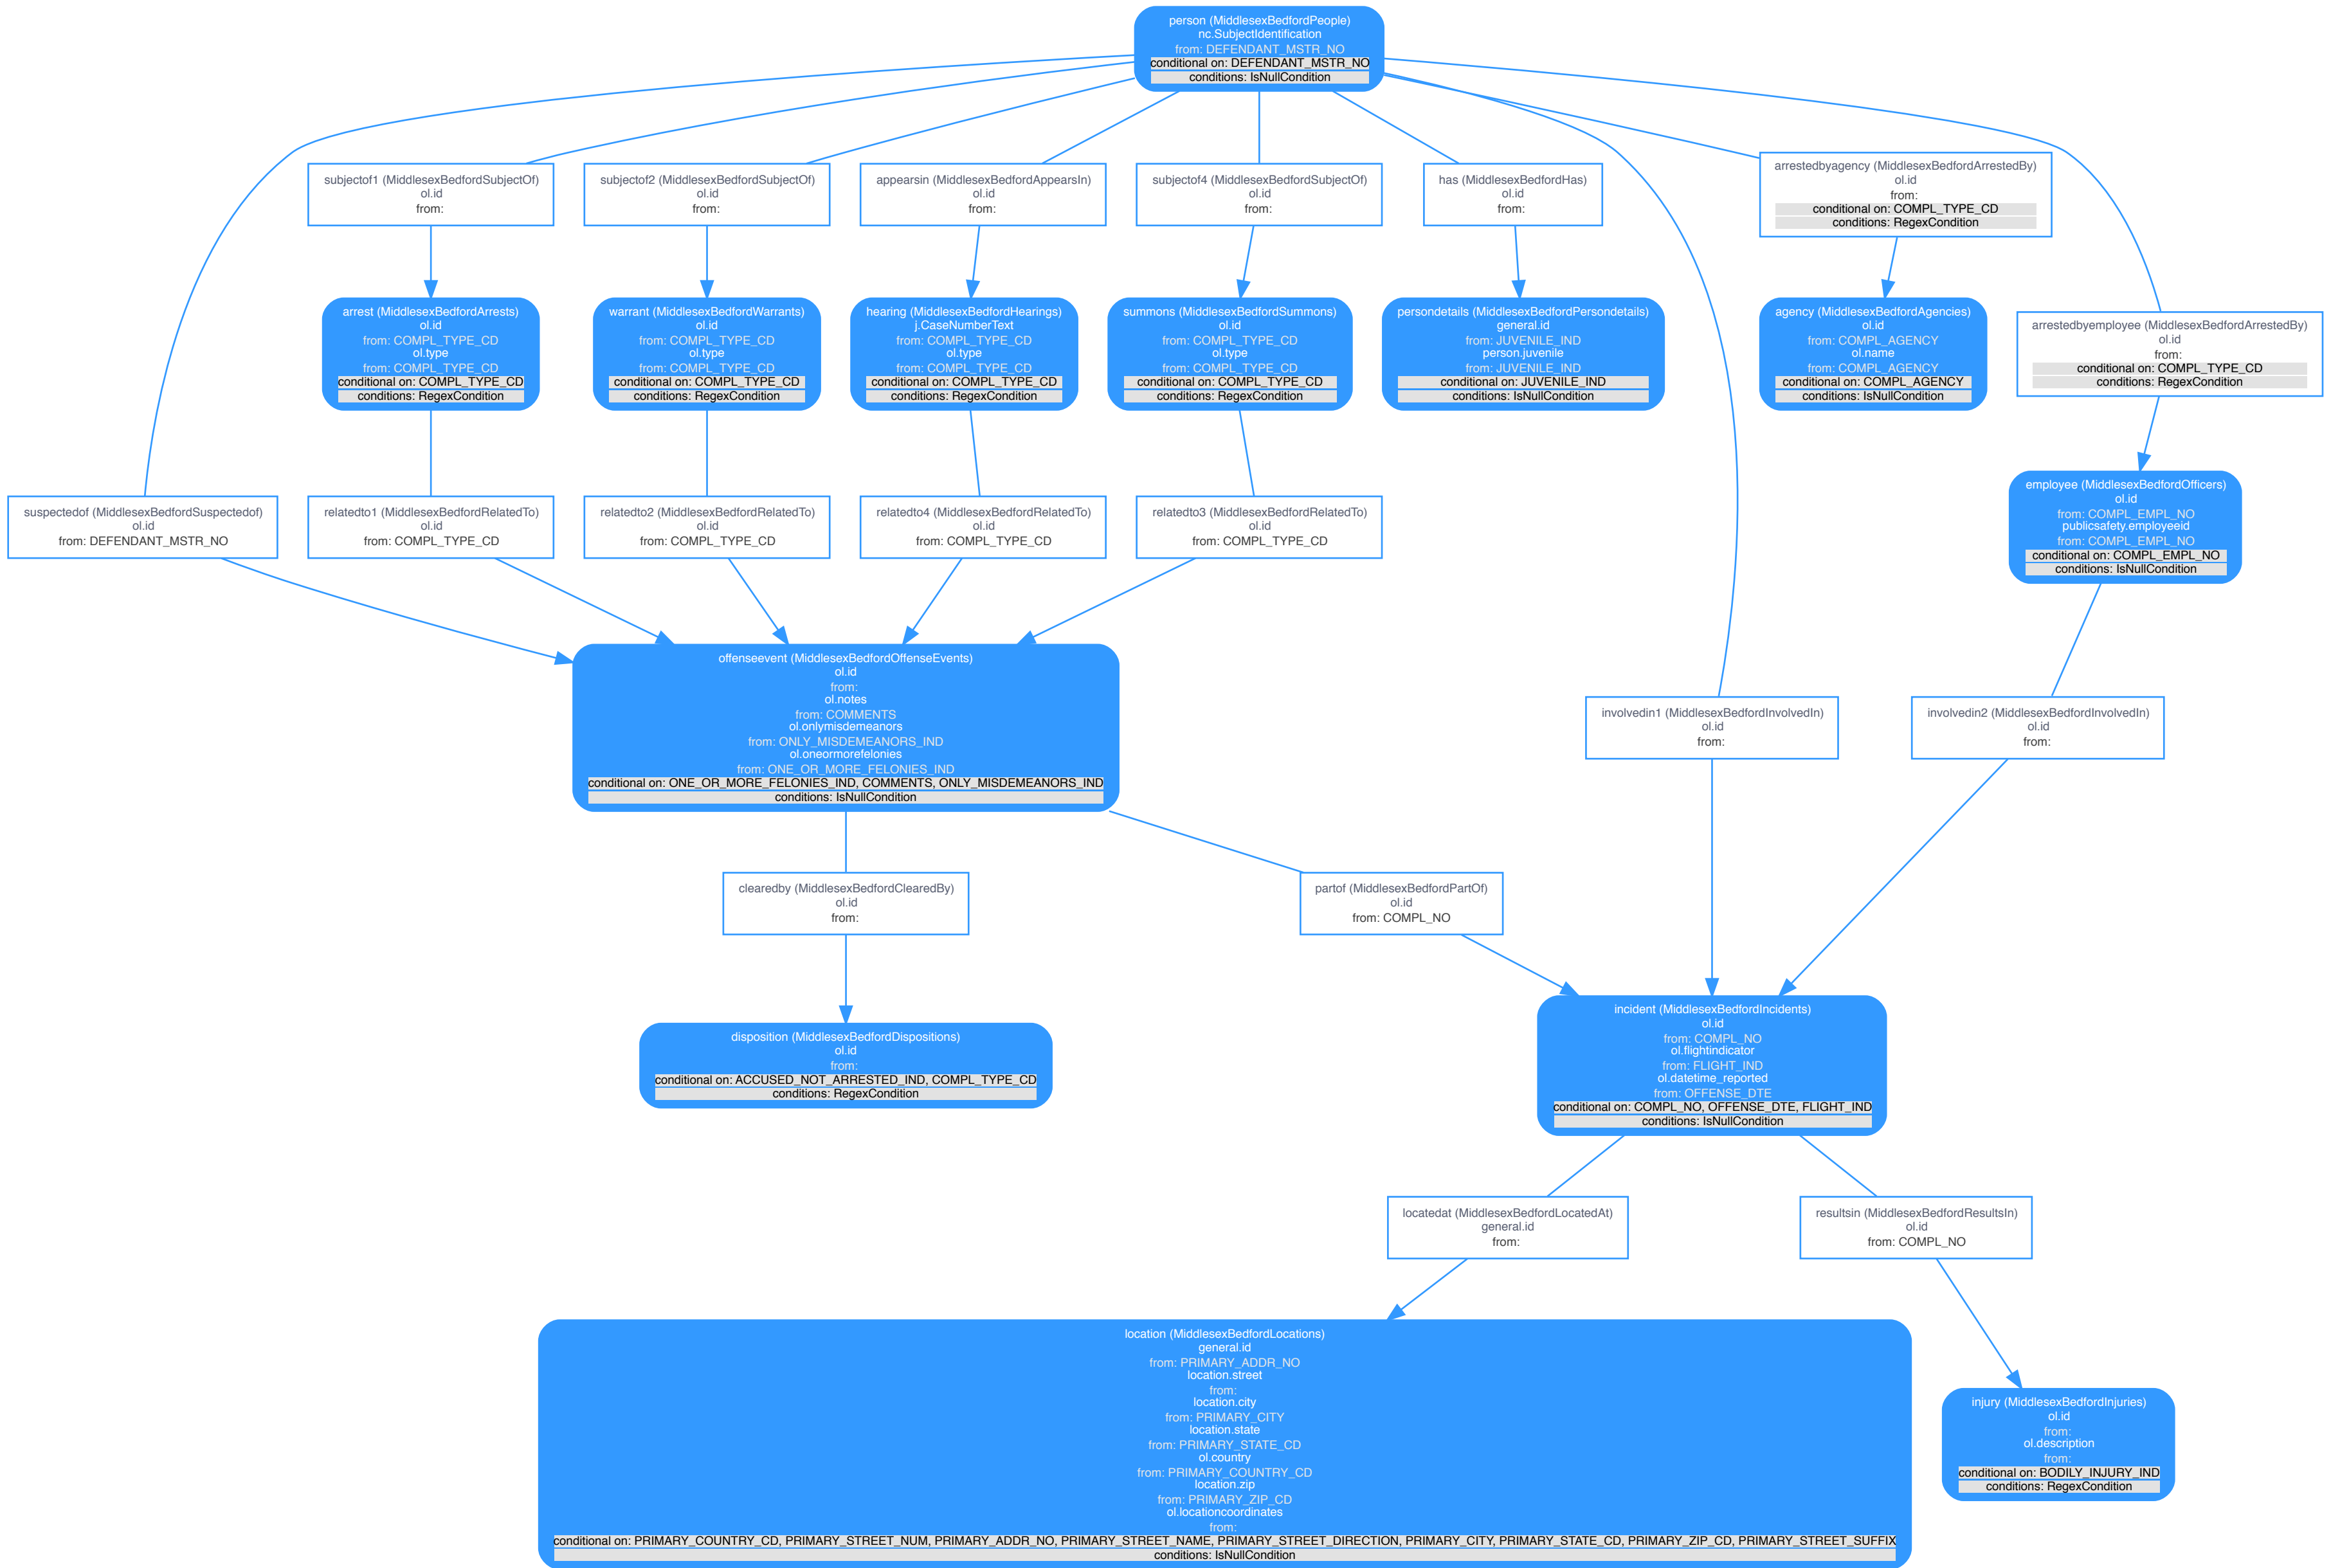 person (MiddlesexBedfordPeople)
nc.SubjectIdentification
from: DEFENDANT_MSTR_NO
conditional on: DEFENDANT_MSTR_NO
conditions: IsNullCondition
subjectof1 (MiddlesexBedfordSubjectOf)
ol.id
from:
subjectof2 (MiddlesexBedfordSubjectOf)
ol.id
from:
appearsin (MiddlesexBedfordAppearsIn)
ol.id
from:
subjectof4 (MiddlesexBedfordSubjectOf)
ol.id
from:
has (MiddlesexBedfordHas)
ol.id
from:
arrestedbyagency (MiddlesexBedfordArrestedBy)
ol.id
from:
conditional on: COMPL_TYPE_CD
conditions: RegexCondition
arrest (MiddlesexBedfordArrests)
ol.id
from: COMPL_TYPE_CD
ol.type
from: COMPL_TYPE_CD
conditional on: COMPL_TYPE_CD
conditions: RegexCondition
warrant (MiddlesexBedfordWarrants)
ol.id
from: COMPL_TYPE_CD
ol.type
from: COMPL_TYPE_CD
conditional on: COMPL_TYPE_CD
conditions: RegexCondition
hearing (MiddlesexBedfordHearings)
j.CaseNumberText
from: COMPL_TYPE_CD
ol.type
from: COMPL_TYPE_CD
conditional on: COMPL_TYPE_CD
conditions: RegexCondition
summons (MiddlesexBedfordSummons)
ol.id
from: COMPL_TYPE_CD
ol.type
from: COMPL_TYPE_CD
conditional on: COMPL_TYPE_CD
conditions: RegexCondition
persondetails (MiddlesexBedfordPersondetails)
general.id
from: JUVENILE_IND
person.juvenile
from: JUVENILE_IND
conditional on: JUVENILE_IND
conditions: IsNullCondition
agency (MiddlesexBedfordAgencies)
ol.id
from: COMPL_AGENCY
ol.name
from: COMPL_AGENCY
conditional on: COMPL_AGENCY
conditions: IsNullCondition
arrestedbyemployee (MiddlesexBedfordArrestedBy)
ol.id
from:
conditional on: COMPL_TYPE_CD
conditions: RegexCondition
suspectedof (MiddlesexBedfordSuspectedof)
ol.id
from: DEFENDANT_MSTR_NO
relatedto1 (MiddlesexBedfordRelatedTo)
ol.id
from: COMPL_TYPE_CD
relatedto2 (MiddlesexBedfordRelatedTo)
ol.id
from: COMPL_TYPE_CD
relatedto4 (MiddlesexBedfordRelatedTo)
ol.id
from: COMPL_TYPE_CD
relatedto3 (MiddlesexBedfordRelatedTo)
ol.id
from: COMPL_TYPE_CD
employee (MiddlesexBedfordOfficers)
ol.id
from: COMPL_EMPL_NO
publicsafety.employeeid
from: COMPL_EMPL_NO
conditional on: COMPL_EMPL_NO
conditions: IsNullCondition
offenseevent (MiddlesexBedfordOffenseEvents)
ol.id
from:
ol.notes
from: COMMENTS
ol.onlymisdemeanors
from: ONLY_MISDEMEANORS_IND
ol.oneormorefelonies
from: ONE_OR_MORE_FELONIES_IND
conditional on: ONE_OR_MORE_FELONIES_IND, COMMENTS, ONLY_MISDEMEANORS_IND
conditions: IsNullCondition
involvedin1 (MiddlesexBedfordInvolvedIn)
ol.id
from:
involvedin2 (MiddlesexBedfordInvolvedIn)
ol.id
from:
clearedby (MiddlesexBedfordClearedBy)
ol.id
from:
partof (MiddlesexBedfordPartOf)
ol.id
from: COMPL_NO
disposition (MiddlesexBedfordDispositions)
ol.id
from:
conditional on: ACCUSED_NOT_ARRESTED_IND, COMPL_TYPE_CD
conditions: RegexCondition
incident (MiddlesexBedfordIncidents)
ol.id
from: COMPL_NO
ol.flightindicator
from: FLIGHT_IND
ol.datetime_reported
from: OFFENSE_DTE
conditional on: COMPL_NO, OFFENSE_DTE, FLIGHT_IND
conditions: IsNullCondition
locatedat (MiddlesexBedfordLocatedAt)
general.id
from:
resultsin (MiddlesexBedfordResultsIn)
ol.id
from: COMPL_NO
location (MiddlesexBedfordLocations)
general.id
from: PRIMARY_ADDR_NO
location.street
from:
location.city
from: PRIMARY_CITY
location.state
from: PRIMARY_STATE_CD
ol.country
from: PRIMARY_COUNTRY_CD
location.zip
from: PRIMARY_ZIP_CD
ol.locationcoordinates
from:
conditional on: PRIMARY_COUNTRY_CD, PRIMARY_STREET_NUM, PRIMARY_ADDR_NO, PRIMARY_STREET_NAME, PRIMARY_STREET_DIRECTION, PRIMARY_CITY, PRIMARY_STATE_CD, PRIMARY_ZIP_CD, PRIMARY_STREET_SUFFIX
conditions: IsNullCondition
injury (MiddlesexBedfordInjuries)
ol.id
from:
ol.description
from:
conditional on: BODILY_INJURY_IND
conditions: RegexCondition